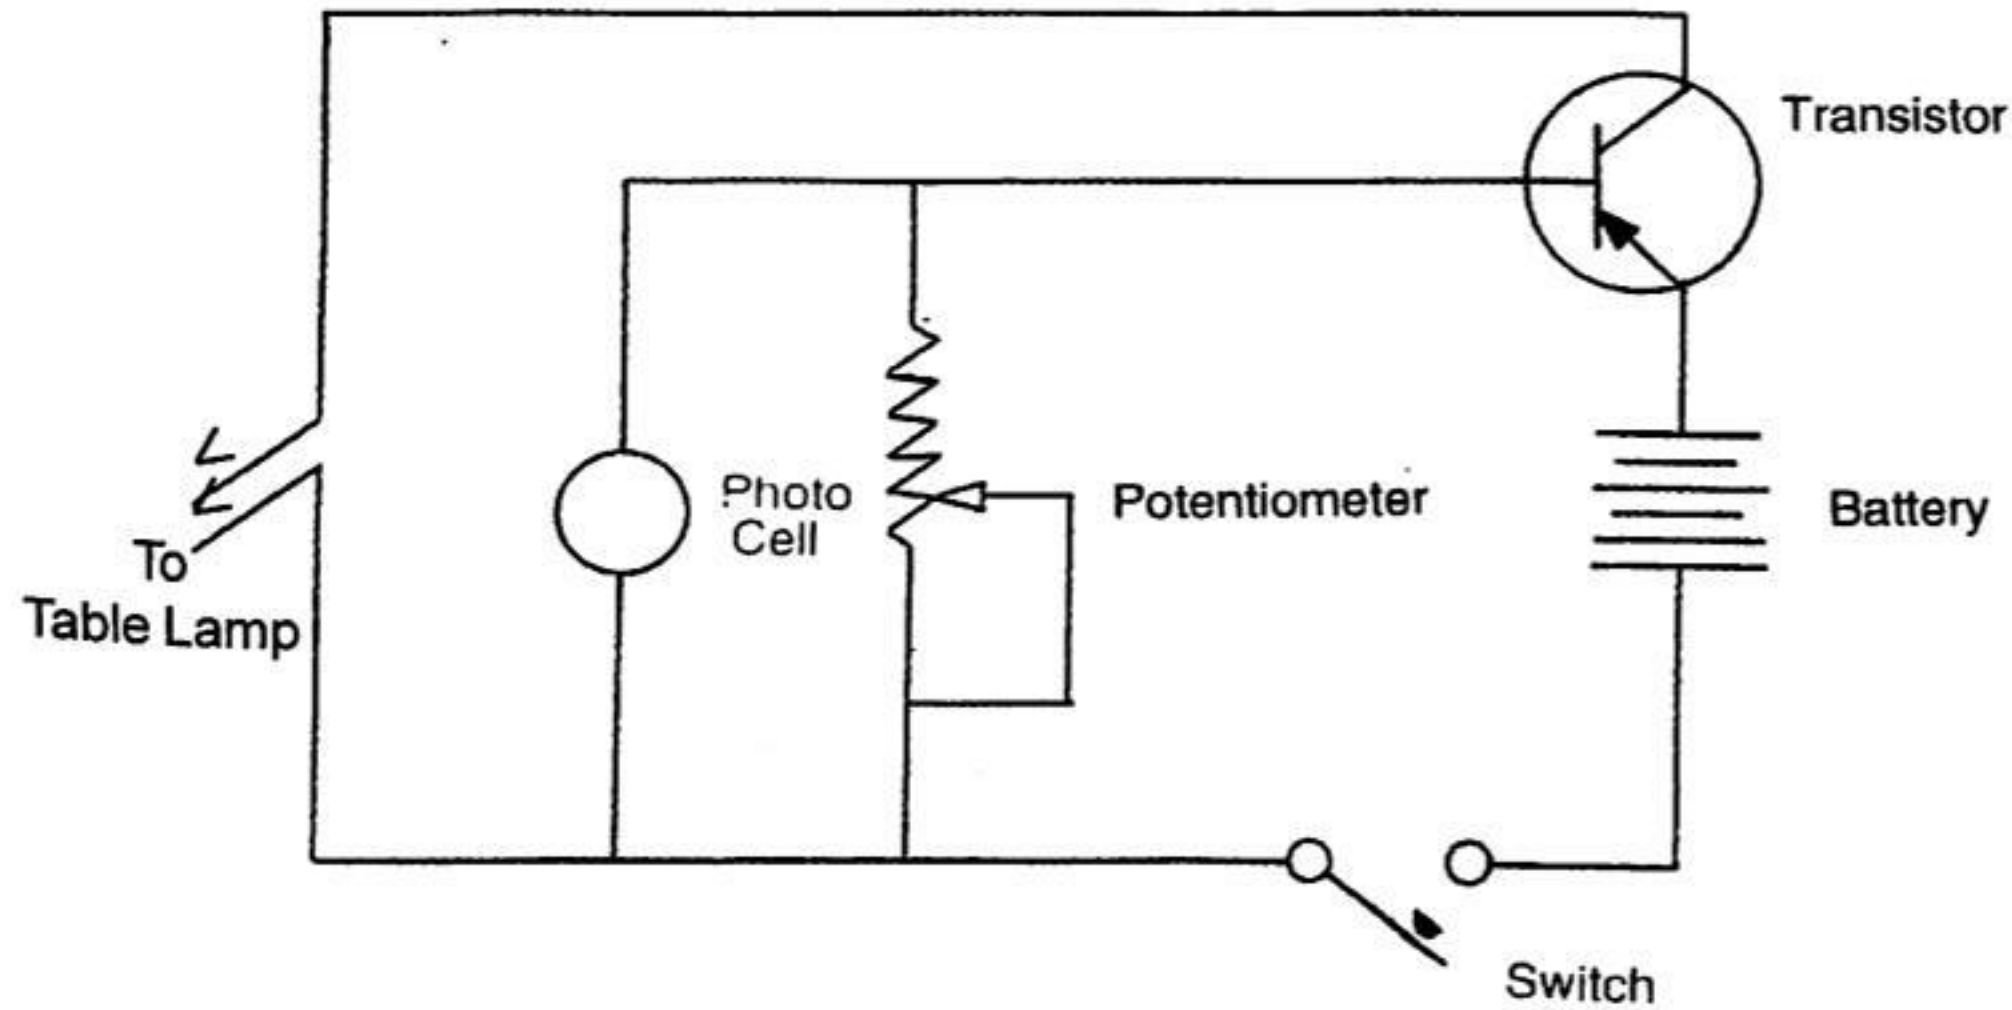 Transistor
Photo
Cell
Potentiometer
Battery
To
Table Lamp
Switch